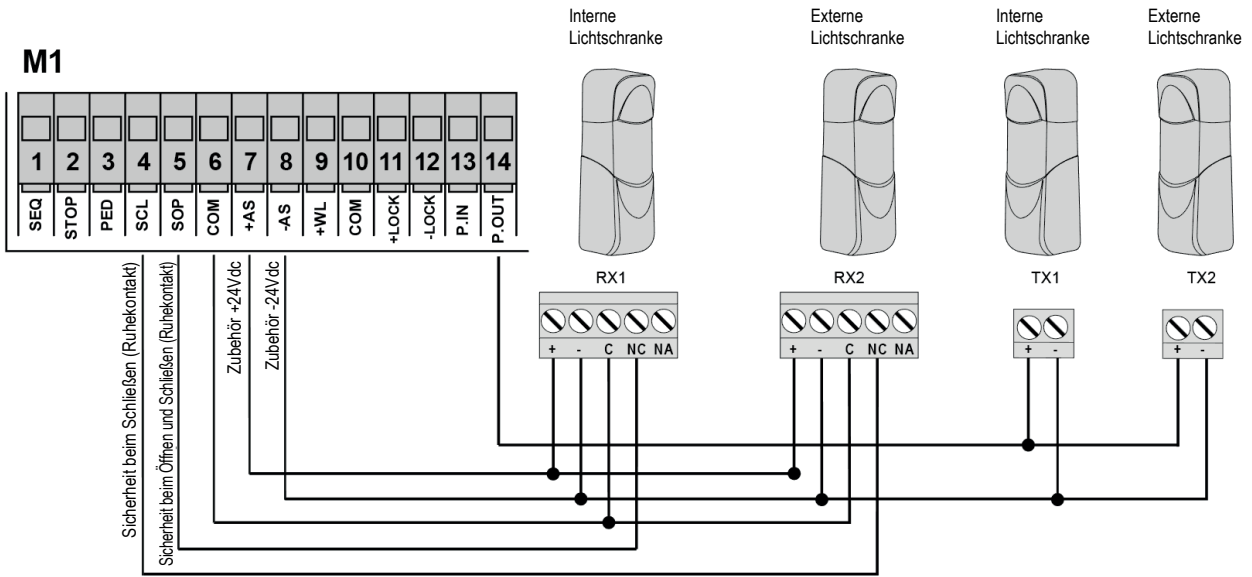 Interne
Lichtschranke
Externe
Lichtschranke
Interne
Lichtschranke
Externe
Lichtschranke
M1
1 2 3 4 5 6 7 8 9 10 11 12 13 14
SEQ
STOP
PED
SCL
SOP
COM
+AS
-AS
+WL
COM
+LOCK
-LOCK
P.IN
P.OUT
Sicherheit beim Schließen (Ruhekontakt)
Sicherheit beim Öffnen und Schließen (Ruhekontakt)
Zubehör +24Vdc
Zubehör -24Vdc
RX1
RX2
TX1
TX2
+ - C NC NA
+ - C NC NA
+ -
+ -